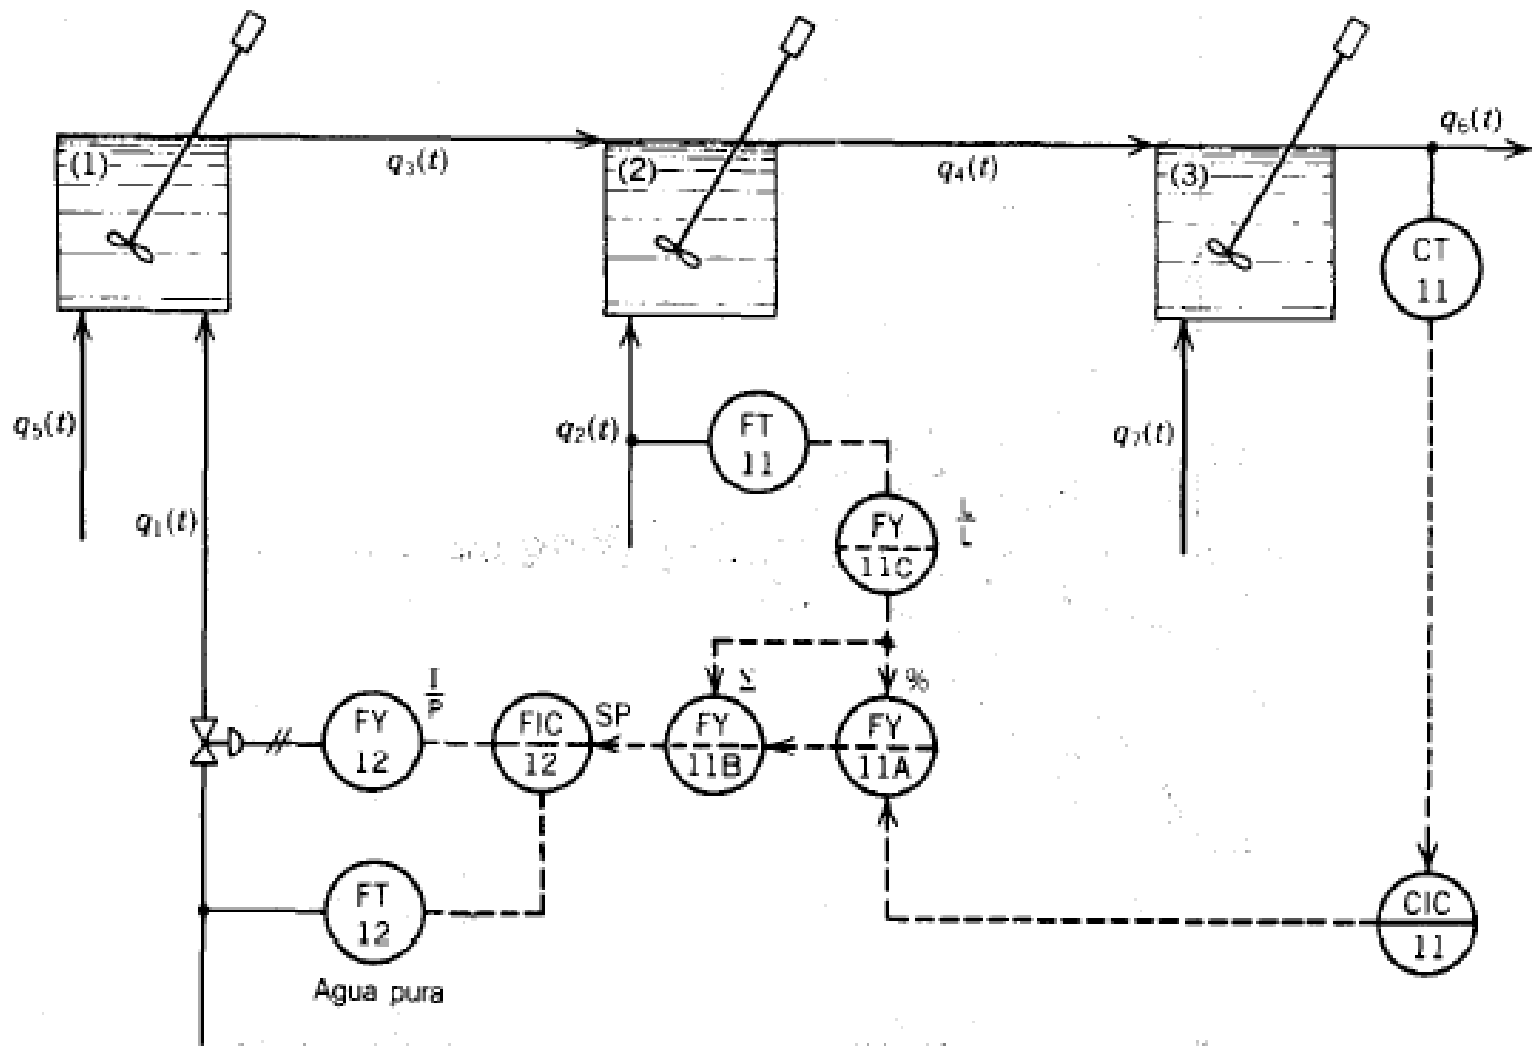 (1)
(2)
(3)
q₃(t)
q₄(t)
q₆(t)
CT
11
q₅(t)
q₂(t)
FT
11
q₇(t)
q₁(t)
FY
11C
L
L
Σ
%
I
P
FY
12
FIC
12
SP
FY
11B
FY
11A
FT
12
CIC
11
Agua pura